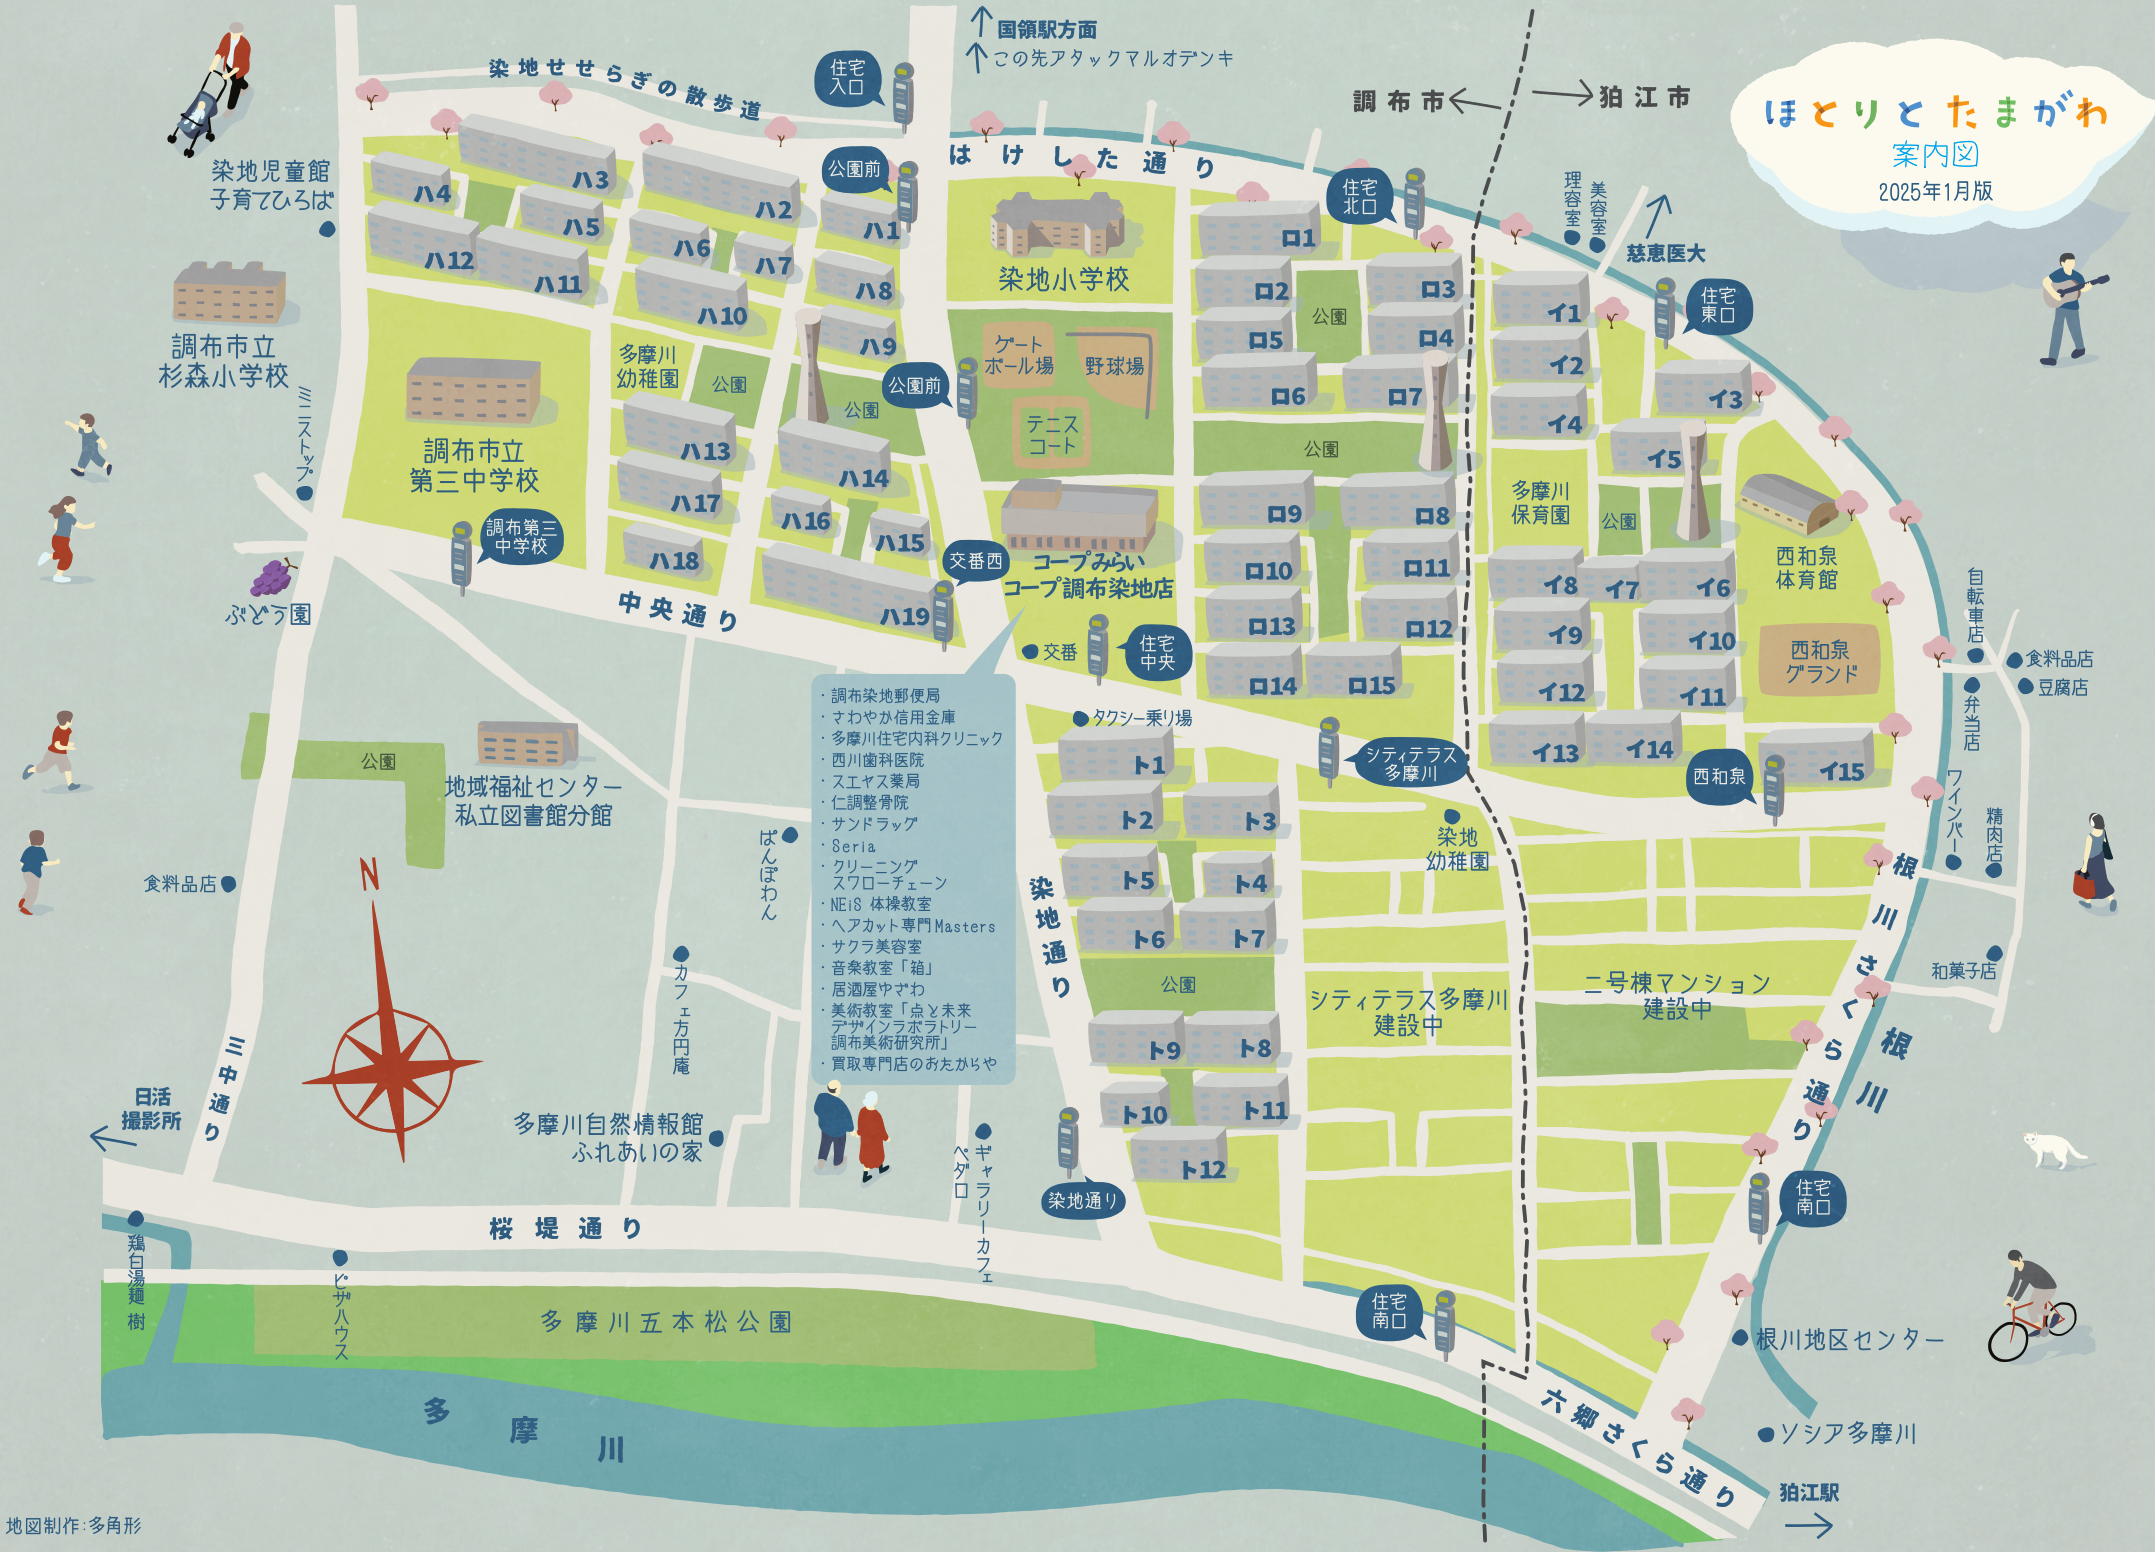 ほとりとたまがわ
案内図
2025年1月版
国領駅方面
この先アタックマルオデンキ
調布市
狛江市
染地せせらぎの散歩道
住宅
入口
公園前
はけした通り
住宅
北口
理容室
美容室
慈恵医大
住宅
東口
染地児童館
子育てひろば
調布市立
杉森小学校
ミニストップ
ぶどう園
ハ4
ハ3
ハ5
ハ2
ハ1
ハ12
ハ11
ハ6
ハ7
ハ8
ハ10
ハ9
調布市立
第三中学校
多摩川
幼稚園
公園
公園
公園前
ハ13
ハ14
ハ17
ハ16
ハ15
ハ18
ハ19
調布第三
中学校
中央通り
交番西
染地小学校
ゲート
ボール場
野球場
テニス
コート
コープみらい
コープ調布染地店
交番
住宅
中央
タクシー乗り場
ロ1
ロ2
ロ3
公園
ロ5
ロ4
ロ6
ロ7
公園
ロ9
ロ8
ロ10
ロ11
ロ13
ロ12
ロ14
ロ15
イ1
イ2
イ3
イ4
イ5
多摩川
保育園
公園
西和泉
体育館
イ8
イ7
イ6
イ9
イ10
西和泉
グランド
イ12
イ11
イ13
イ14
イ15
西和泉
シティテラス
多摩川
自転車店
食料品店
豆腐店
弁当店
ワインバー
精肉店
和菓子店
公園
地域福祉センター
私立図書館分館
食料品店
ぱんぽわん
カフェ方円庵
・調布染地郵便局
・さわやか信用金庫
・多摩川住宅内科クリニック
・西川歯科医院
・スエヤス薬局
・仁調整骨院
・サンドラッグ
・Seria
・クリーニング
スワローチェーン
・NEiS 体操教室
・ヘアカット専門Masters
・サクラ美容室
・音楽教室「箱」
・居酒屋ゆざわ
・美術教室「点と未来
デザインラボラトリー
調布美術研究所」
・買取専門店のおたからや
染地通り
ト1
ト2
ト3
ト5
ト4
ト6
ト7
公園
ト9
ト8
ト10
ト11
ト12
染地通り
染地
幼稚園
シティテラス多摩川
建設中
ニ号棟マンション
建設中
根川さくら通り
根川
住宅
南口
住宅
南口
根川地区センター
ソシア多摩川
六郷さくら通り
狛江駅
N
三中通り
日活
撮影所
多摩川自然情報館
ふれあいの家
ギャラリーカフェ
ペダロ
桜堤通り
鶏白湯麺 樹
ピザハウス
多摩川五本松公園
多摩川
地図制作:多角形